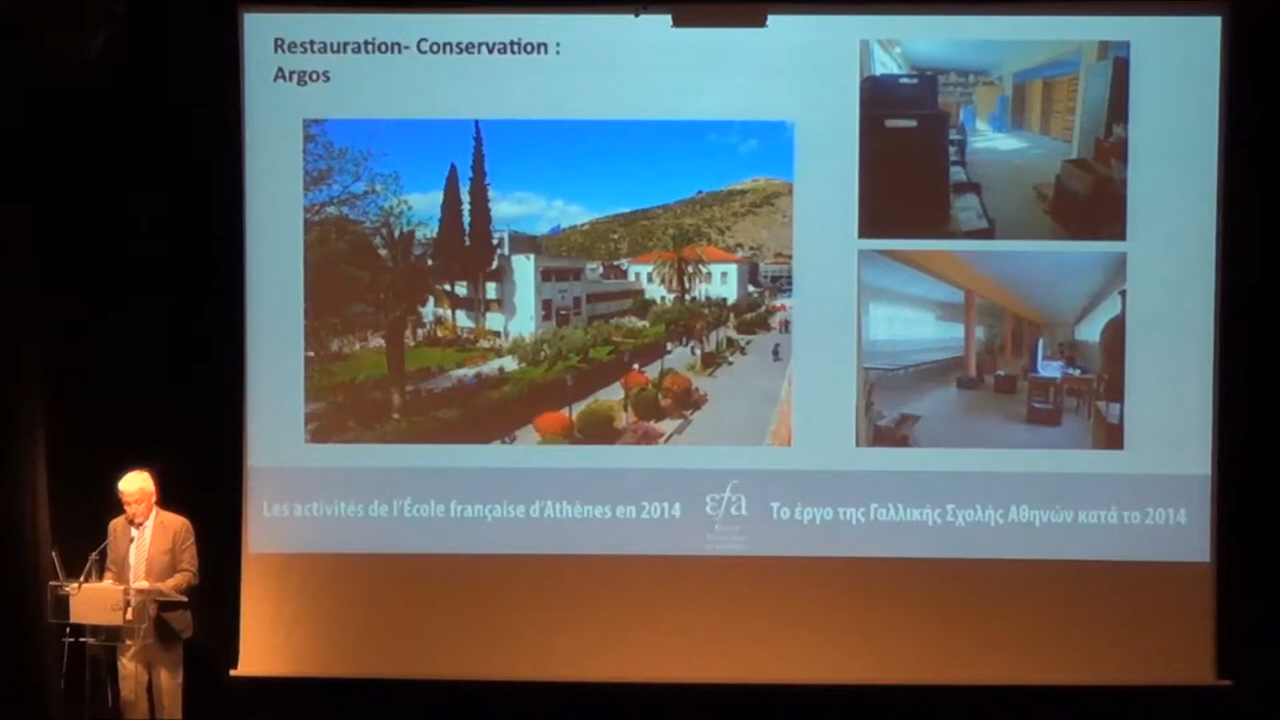 Restauration- Conservation :
Argos
Les activités de l'École française d'Athènes en 2014
εfa
Το έργο της Γαλλικής Σχολής Αθηνών κατά το 2014